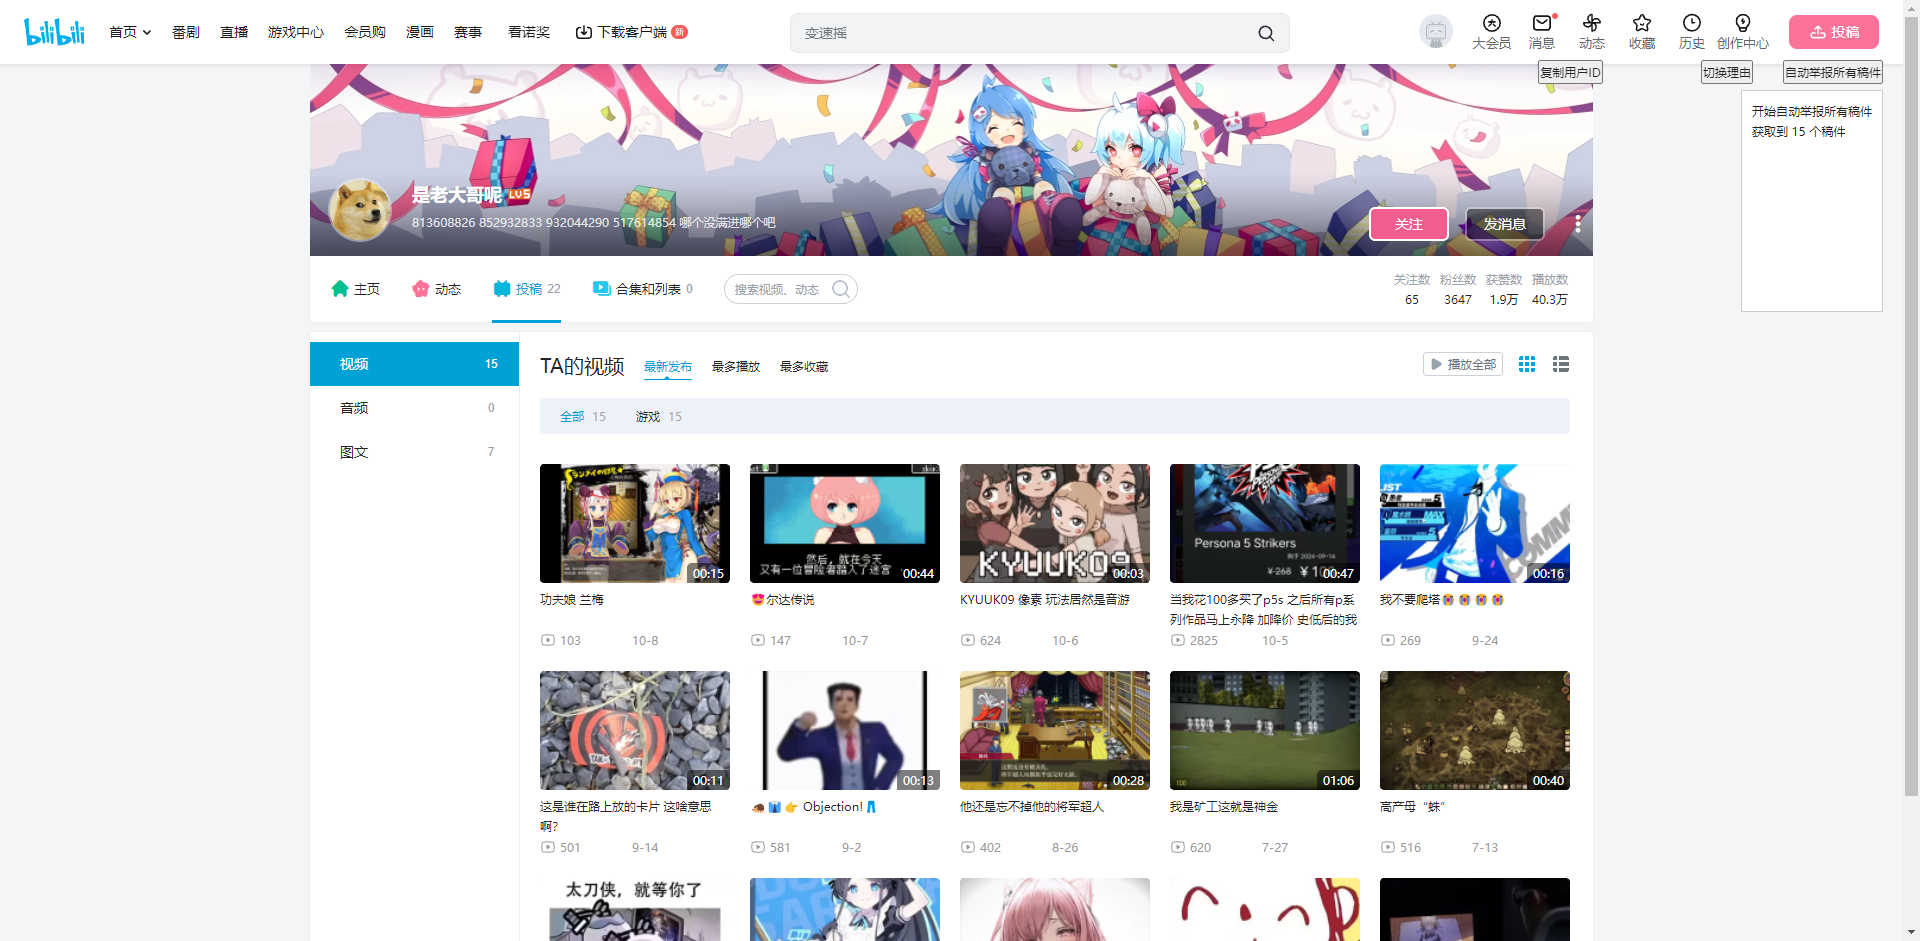 bilibili
首页
番剧
直播
游戏中心
会员购
漫画
赛事
看诺奖
下载客户端
新
变速摇
大会员
消息
动态
收藏
历史
创作中心
投稿
复制用户ID
切换理由
自动举报所有稿件
开始自动举报所有稿件
获取到 15 个稿件
是老大哥呢 LV5
813608826 852932833 932044290 517614854 哪个没满进哪个吧
关注
发消息
主页
动态
投稿 22
合集和列表 0
搜索视频、动态
关注数 粉丝数 获赞数 播放数
65 3647 1.9万 40.3万
视频 15
音频 0
图文 7
TA的视频
最新发布
最多播放
最多收藏
播放全部
全部 15
游戏 15
00:15
然后，就在今天
又有一位冒险者踏入了迷宫
00:44
KYUUK09
00:03
Persona 5 Strikers
￥268
00:47
MAX
00:16
功夫娘 兰梅
😍尔达传说
KYUUK09 像素 玩法居然是音游
当我花100多买了p5s 之后所有p系
列作品马上永降 加降价 史低后的我
我不要爬塔😭😭😭😭
103 10-8
147 10-7
624 10-6
2825 10-5
269 9-24
00:11
00:13
00:28
01:06
00:40
这是谁在路上放的卡片 这啥意思
啊？
🦔👔👉 Objection!👖
他还是忘不掉他的将军超人
我是矿工这就是神金
高产母“蛛”
501 9-14
581 9-2
402 8-26
620 7-27
516 7-13
太刀侠，就等你了